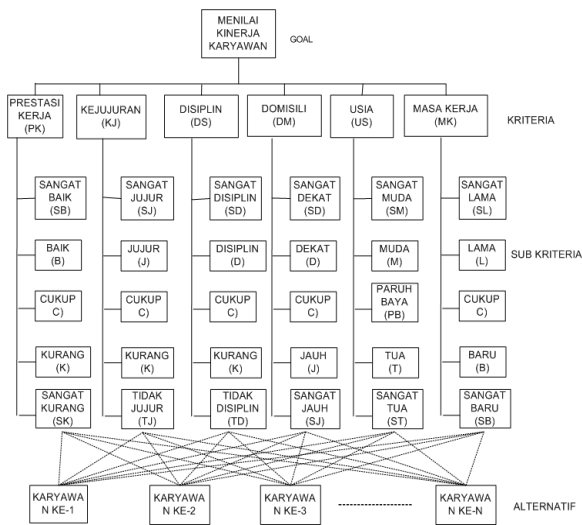 MENILAI
KINERJA
KARYAWAN
GOAL
PRESTASI
KERJA
(PK)
KEJUJURAN
(KJ)
DISIPLIN
(DS)
DOMISILI
(DM)
USIA
(US)
MASA KERJA
(MK)
KRITERIA
SANGAT
BAIK
(SB)
SANGAT
JUJUR
(SJ)
SANGAT
DISIPLIN
(SD)
SANGAT
DEKAT
(SD)
SANGAT
MUDA
(SM)
SANGAT
LAMA
(SL)
BAIK
(B)
JUJUR
(J)
DISIPLIN
(D)
DEKAT
(D)
MUDA
(M)
LAMA
(L)
SUB KRITERIA
CUKUP
C)
CUKUP
C)
CUKUP
C)
CUKUP
C)
PARUH
BAYA
(PB)
CUKUP
C)
KURANG
(K)
KURANG
(K)
KURANG
(K)
JAUH
(J)
TUA
(T)
BARU
(B)
SANGAT
KURANG
(SK)
TIDAK
JUJUR
(TJ)
TIDAK
DISIPLIN
(TD)
SANGAT
JAUH
(SJ)
SANGAT
TUA
(ST)
SANGAT
BARU
(SB)
KARYAWA
N KE-1
KARYAWA
N KE-2
KARYAWA
N KE-3
KARYAWA
N KE-N
ALTERNATIF